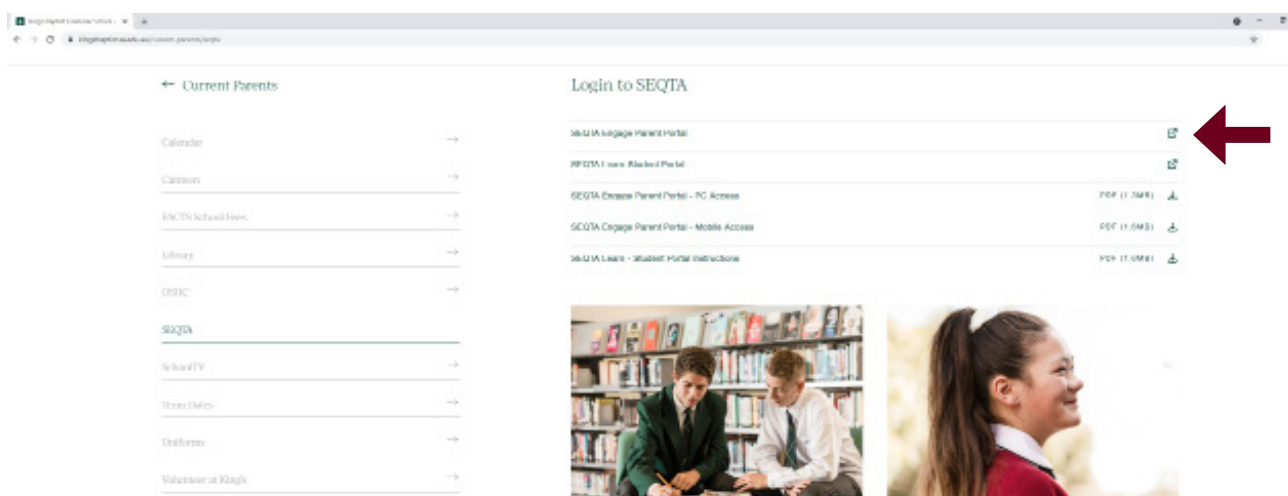 ← Current Parents
Calendar
Canteen
FACTS School Fees
Library
OSHC
SEQTA
SchoolTV
Term Dates
Uniforms
Volunteer at King's
Login to SEQTA
SEQTA Engage Parent Portal
SEQTA Learn Student Portal
SEQTA Engage Parent Portal - PC Access PDF (1.3MB)
SEQTA Engage Parent Portal - Mobile Access PDF (1.6MB)
SEQTA Learn - Student Portal Instructions PDF (1.0MB)